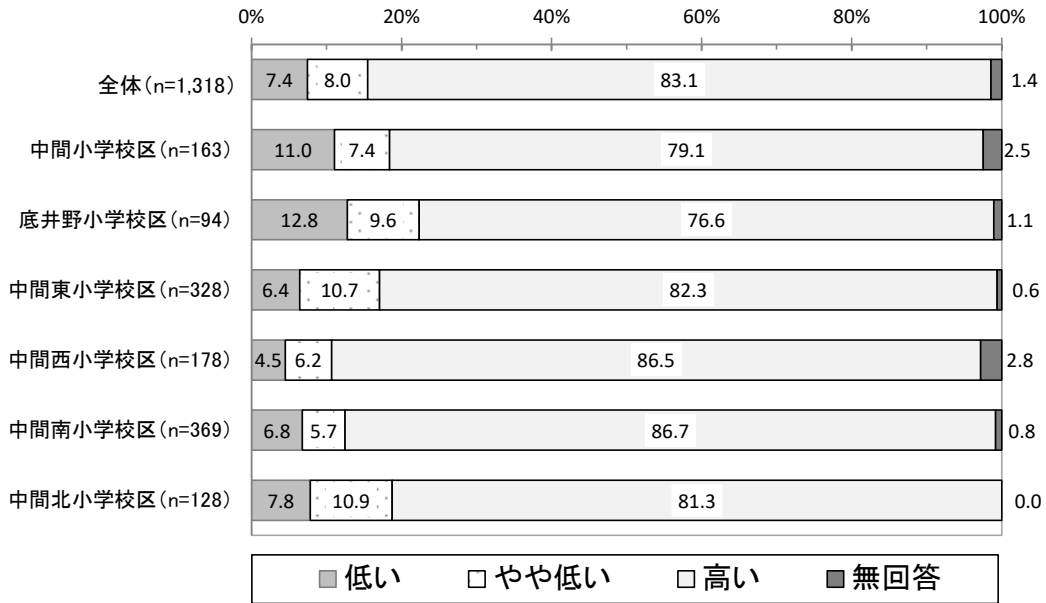 0% 20% 40% 60% 80% 100%
全体(n=1,318) 7.4 8.0 83.1 1.4
中間小学校区(n=163) 11.0 7.4 79.1 2.5
底井野小学校区(n=94) 12.8 9.6 76.6 1.1
中間東小学校区(n=328) 6.4 10.7 82.3 0.6
中間西小学校区(n=178) 4.5 6.2 86.5 2.8
中間南小学校区(n=369) 6.8 5.7 86.7 0.8
中間北小学校区(n=128) 7.8 10.9 81.3 0.0
低い やや低い 高い 無回答